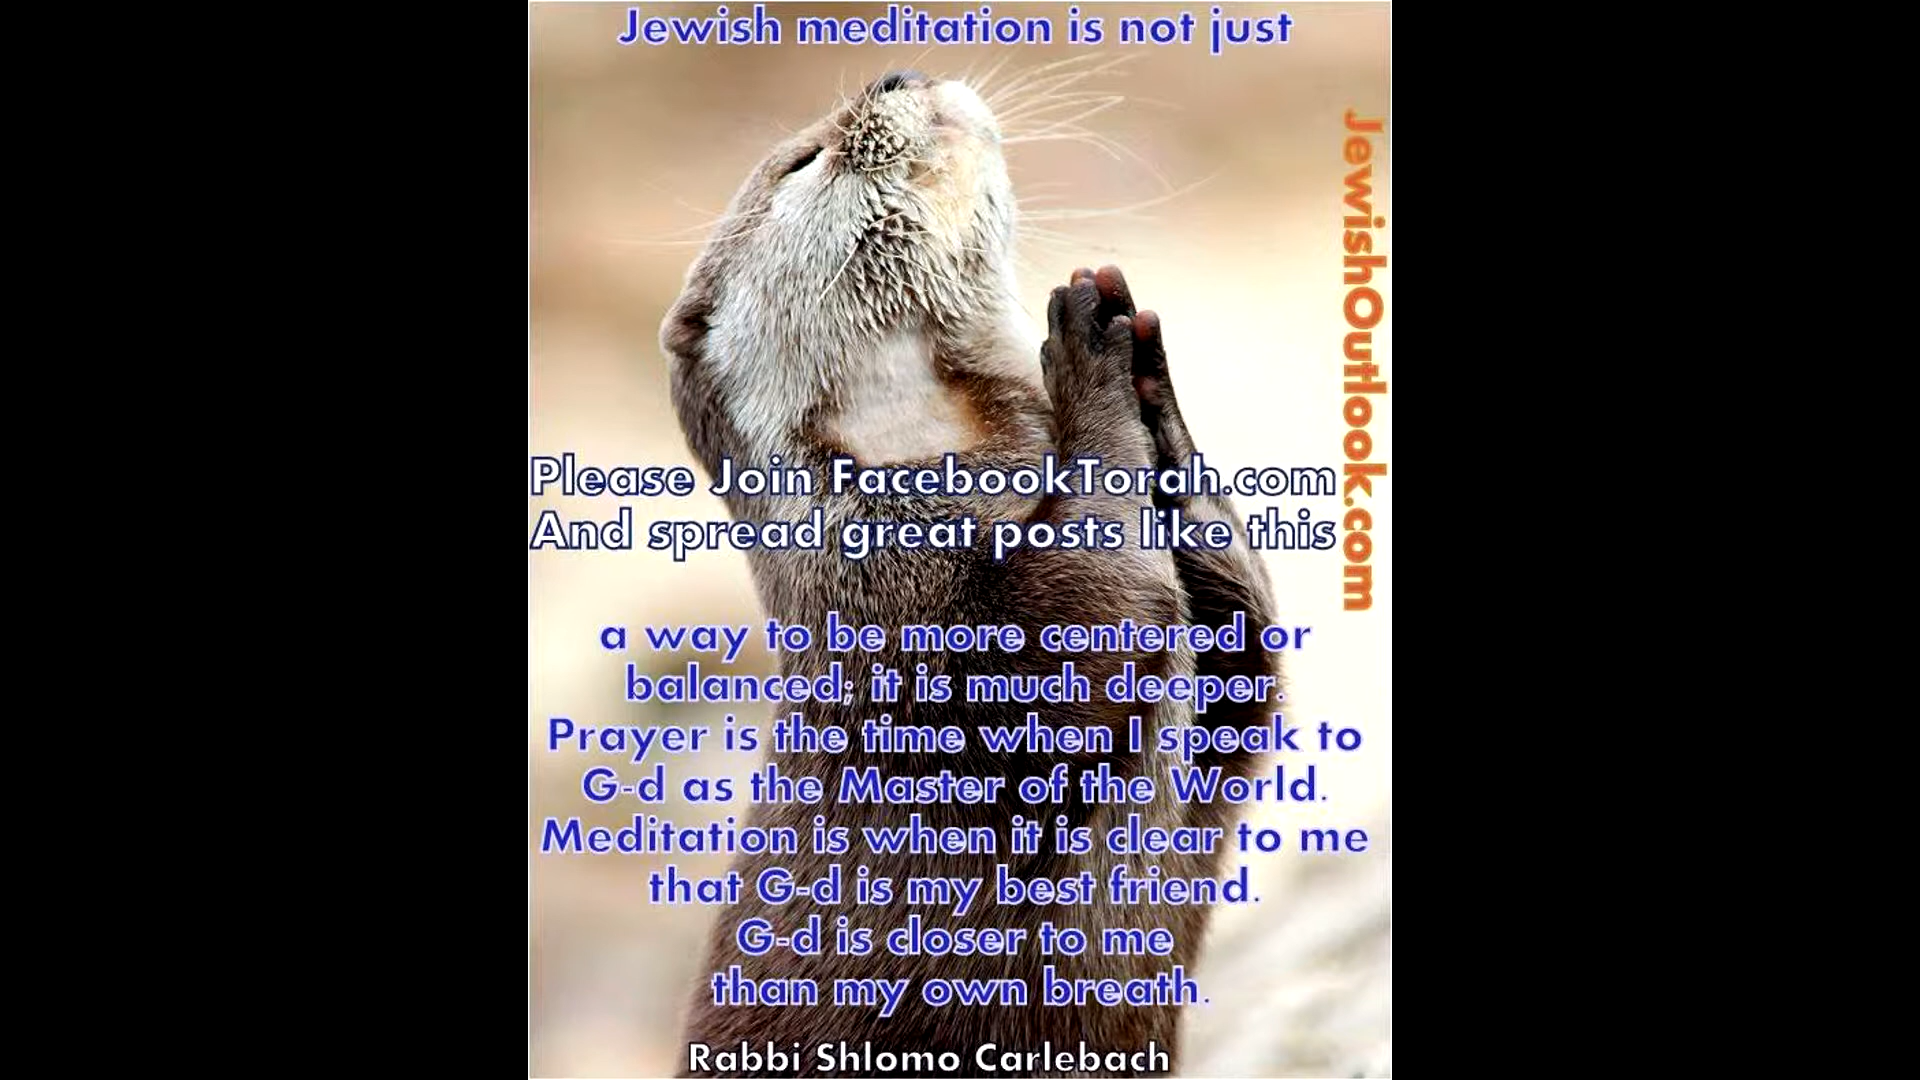 Jewish meditation is not just
JewishOutlook.com
Please Join FacebookTorah.com
And spread great posts like this
a way to be more centered or
balanced; it is much deeper.
Prayer is the time when I speak to
G-d as the Master of the World.
Meditation is when it is clear to me
that G-d is my best friend.
G-d is closer to me
than my own breath.
Rabbi Shlomo Carlebach